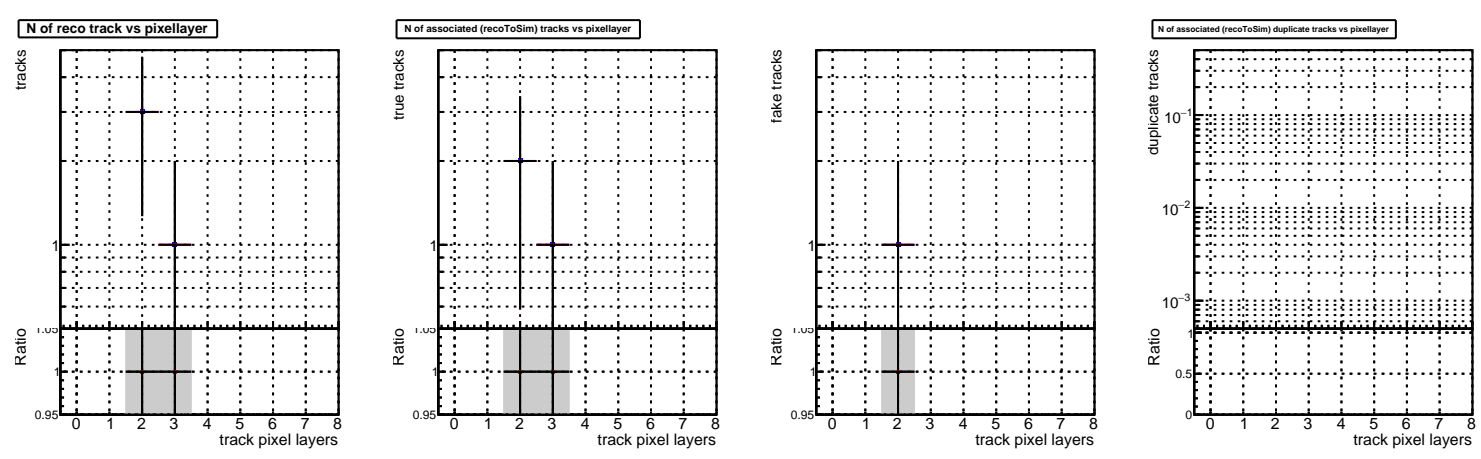 N of reco track vs pixellayer
tracks
1
Ratio
1.05
1
0.95
0 1 2 3 4 5 6 7 8
track pixel layers
N of associated (recoToSim) tracks vs pixellayer
true tracks
1
Ratio
1.05
1
0.95
0 1 2 3 4 5 6 7 8
track pixel layers
fake tracks
1
Ratio
1.05
1
0.95
0 1 2 3 4 5 6 7 8
track pixel layers
N of associated (recoToSim) duplicate tracks vs pixellayer
duplicate tracks
10⁻¹
10⁻²
10⁻³
Ratio
1
0.5
0
0 1 2 3 4 5 6 7 8
track pixel layers